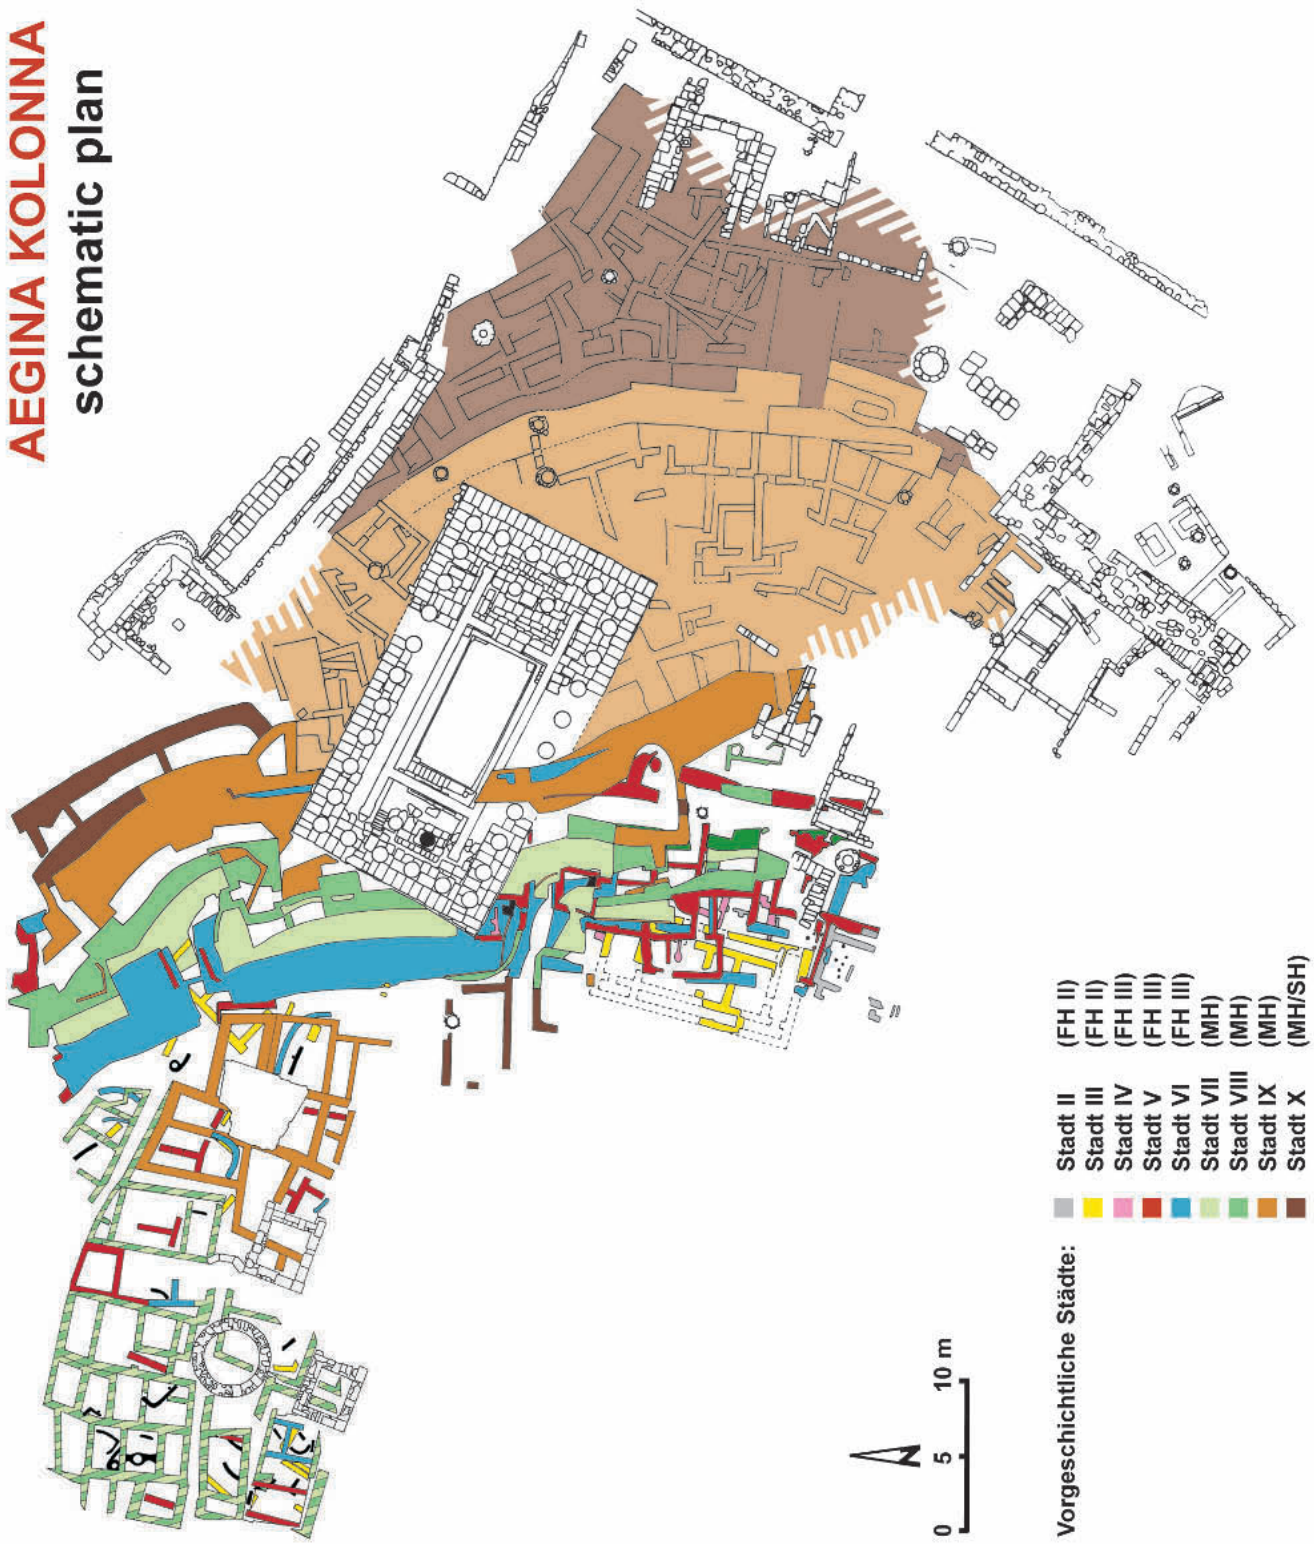 AEGINA KOLONNA
schematic plan
N
0 5 10 m
Vorgeschichtliche Städte:
Stadt II (FH II)
Stadt III (FH II)
Stadt IV (FH III)
Stadt V (FH III)
Stadt VI (FH III)
Stadt VII (MH)
Stadt VIII (MH)
Stadt IX (MH)
Stadt X (MH/SH)